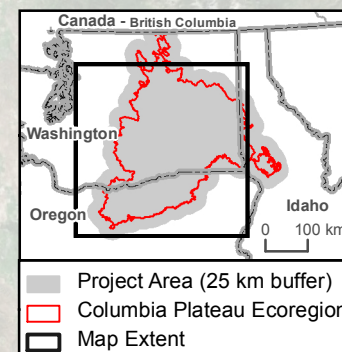 Canada - British Columbia
Washington
Oregon
Idaho
0 100 km
Project Area (25 km buffer)
Columbia Plateau Ecoregion
Map Extent